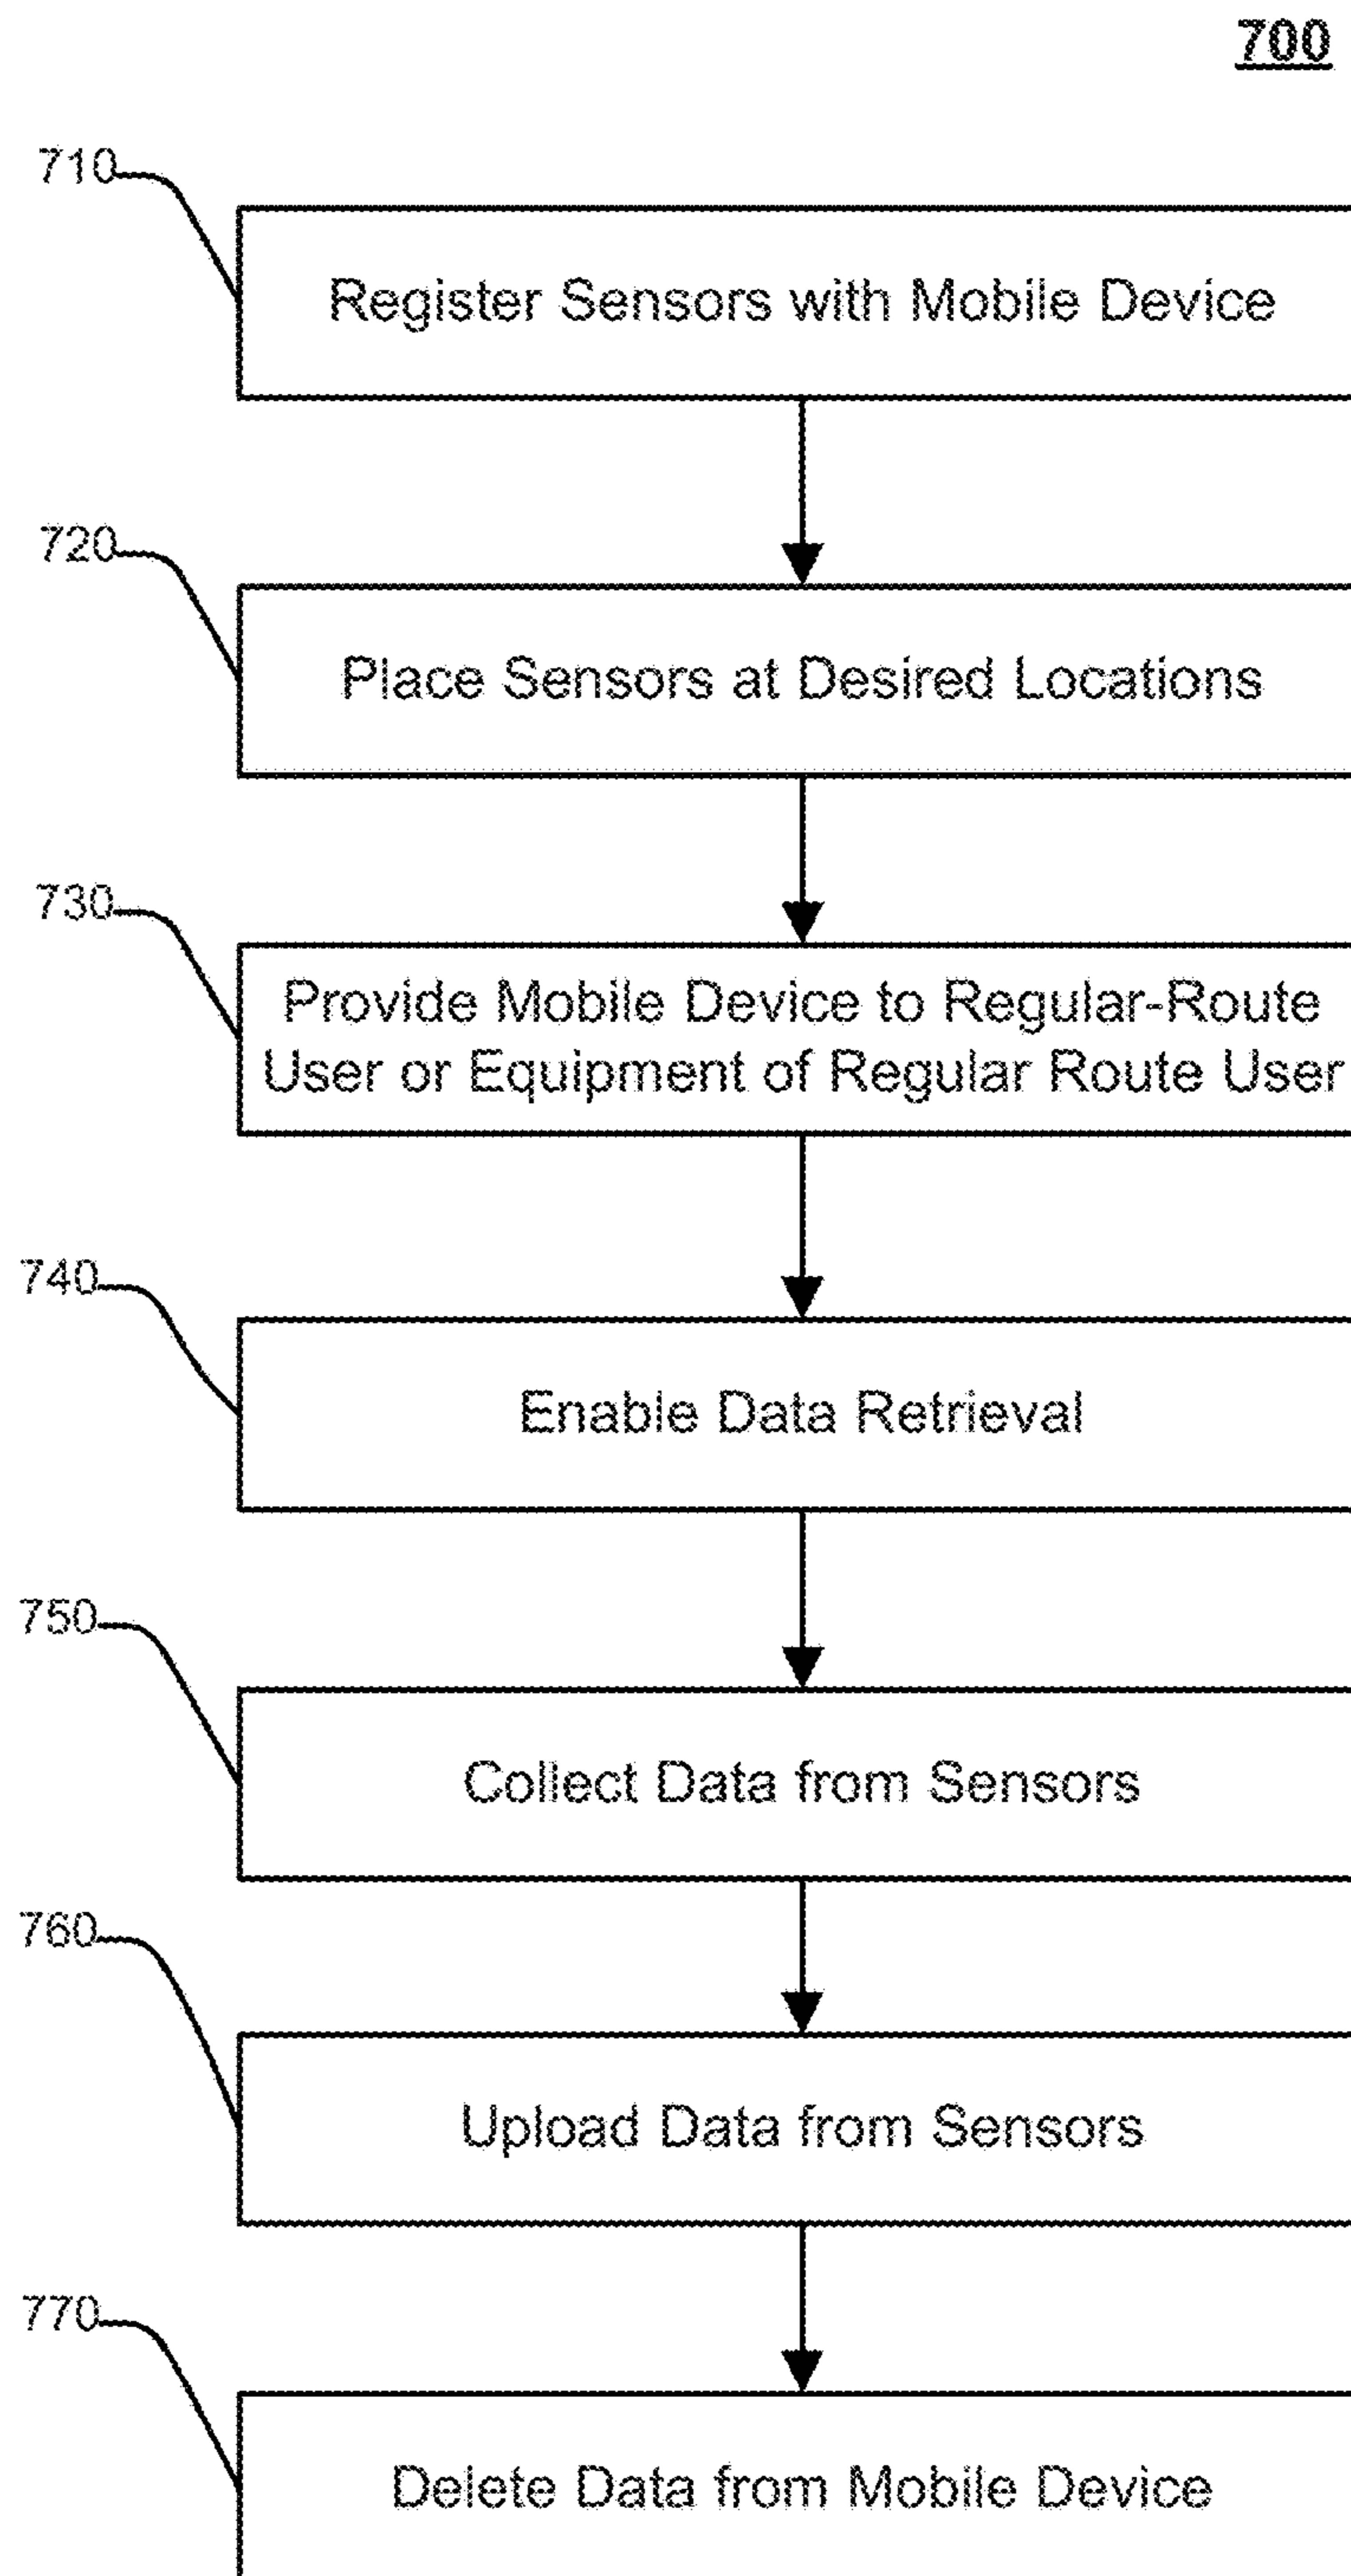 700
710
Register Sensors with Mobile Device
720
Place Sensors at Desired Locations
730
Provide Mobile Device to Regular-Route
User or Equipment of Regular Route User
740
Enable Data Retrieval
750
Collect Data from Sensors
760
Upload Data from Sensors
770
Delete Data from Mobile Device